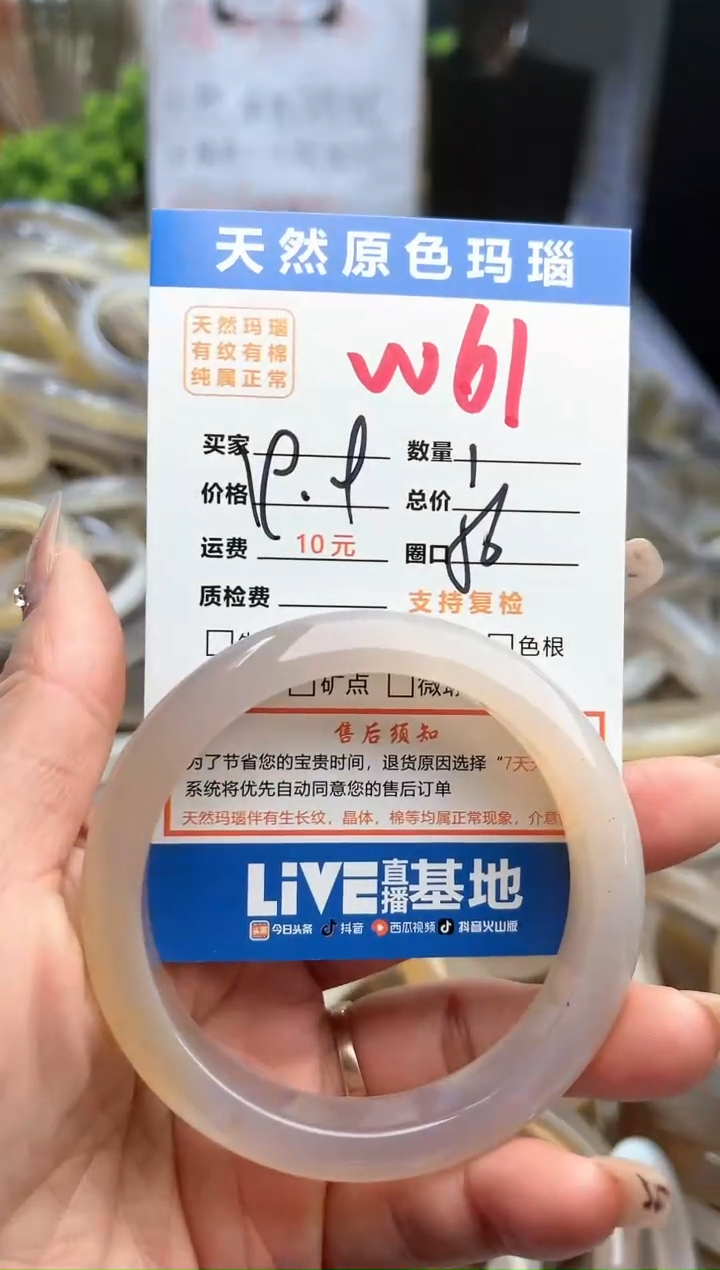 天然原色玛瑙
天然玛瑙
有纹有棉
纯属正常
W61
买家
数量 1
价格
总价
运费 10元
圈口 56
质检费
支持复检
色根
矿点
售后须知
为了节省您的宝贵时间，退货原因选择“7天
系统将优先自动同意您的售后订单
天然玛瑙伴有生长纹，晶体，棉等均属正常现象，介意
LiVE直播基地
今日头条 抖音 西瓜视频 抖音火山版